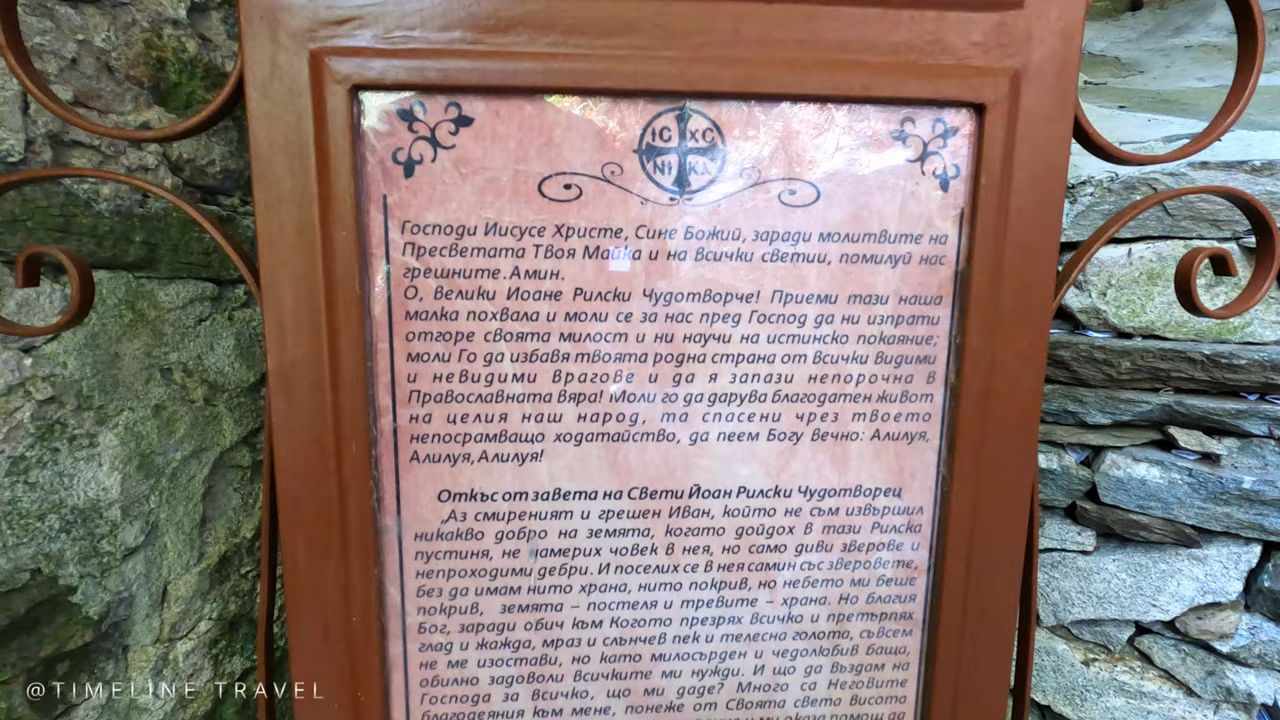 IC XC
NI KA
Господи Иисусе Христе, Сине Божий, заради молитвите на
Пресветата Твоя Майка и на всички светии, помилуй нас
грешните. Амин.
О, велики Йоане Рилски Чудотворче! Приеми тази наша
малка похвала и моли се за нас пред Господ да ни изпрати
отгоре своята милост и ни научи на истинско покаяние;
моли Го да избавя твоята родна страна от всички видими
и невидими врагове и да я запази непорочна в
Православната вяра! Моли го да дарува благодатен живот
на целия наш народ, та спасени чрез твоето
непосрамващо ходатайство, да пеем Богу вечно: Алилуя,
Алилуя, Алилуя!
Откъс от завета на Свети Йоан Рилски Чудотворец
„Аз смиреният и грешен Иван, който не съм извършил
никакво добро на земята, когато дойдох в тази Рилска
пустиня, не намерих човек в нея, но само диви зверове и
непроходими дебри. И поселих се в нея самин със зверовете,
без да имам нито храна, нито покрив, но небето ми беше
покрив, земята – постеля и тревите – храна. Но благия
Бог, заради обич към Когото презрях всичко и претърпях
глад и жажда, мраз и слънчев пек и телесна голота, съвсем
не ме изостави, но като милосърден и чедолюбив баща,
обилно задоволи всичките ми нужди. И що да въздам на
Господа за всичко, що ми даде? Много са Неговите
благодеяния към мене, понеже от Своята света висота
и ми оказа помощ да
@TIMELINE TRAVEL